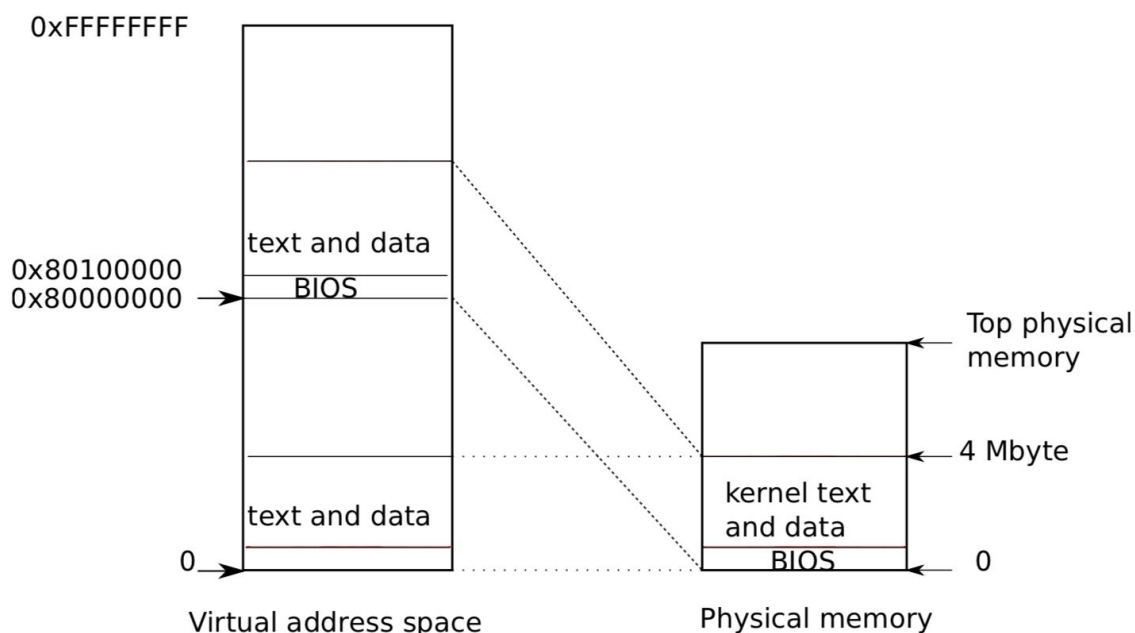 0xFFFFFFFF
text and data
0x80100000
BIOS
0x80000000
Top physical
memory
4 Mbyte
kernel text
and data
text and data
BIOS
0
0
Virtual address space
Physical memory